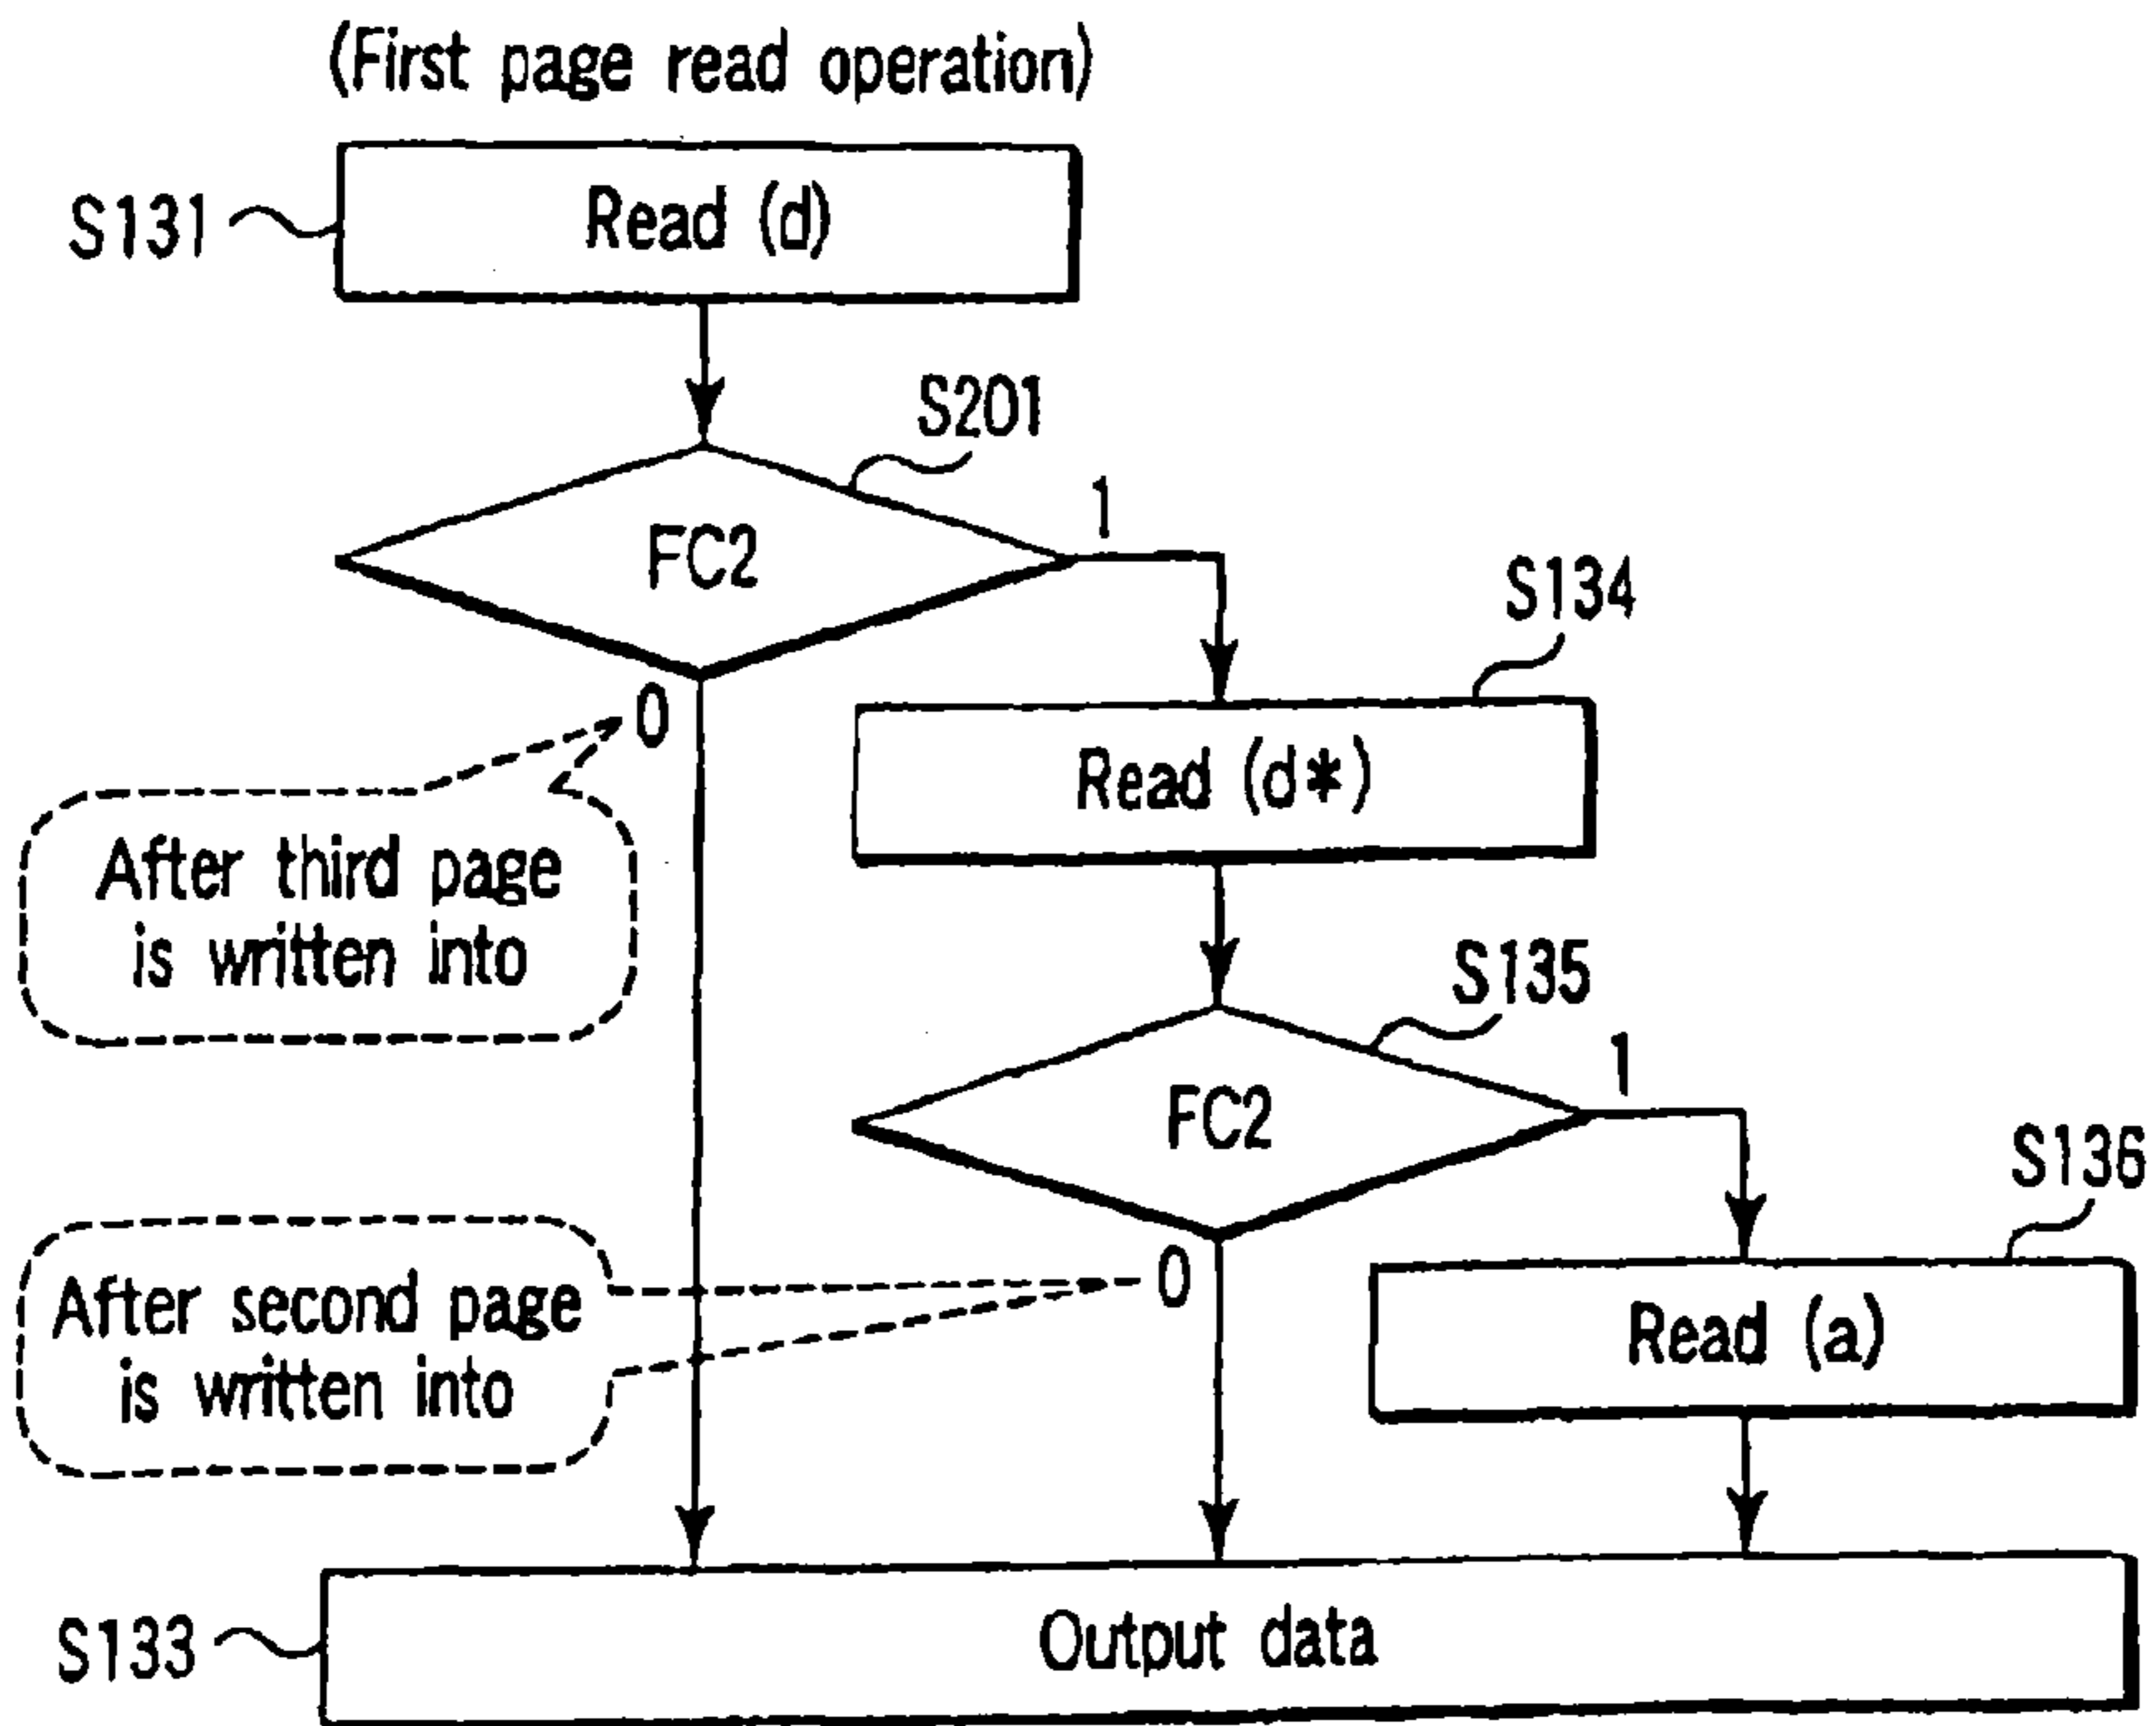 (First page read operation)
S131
Read (d)
S201
FC2
1
0
S134
Read (d*)
After third page
is written into
S135
FC2
1
0
S136
Read (a)
After second page
is written into
S133
Output data